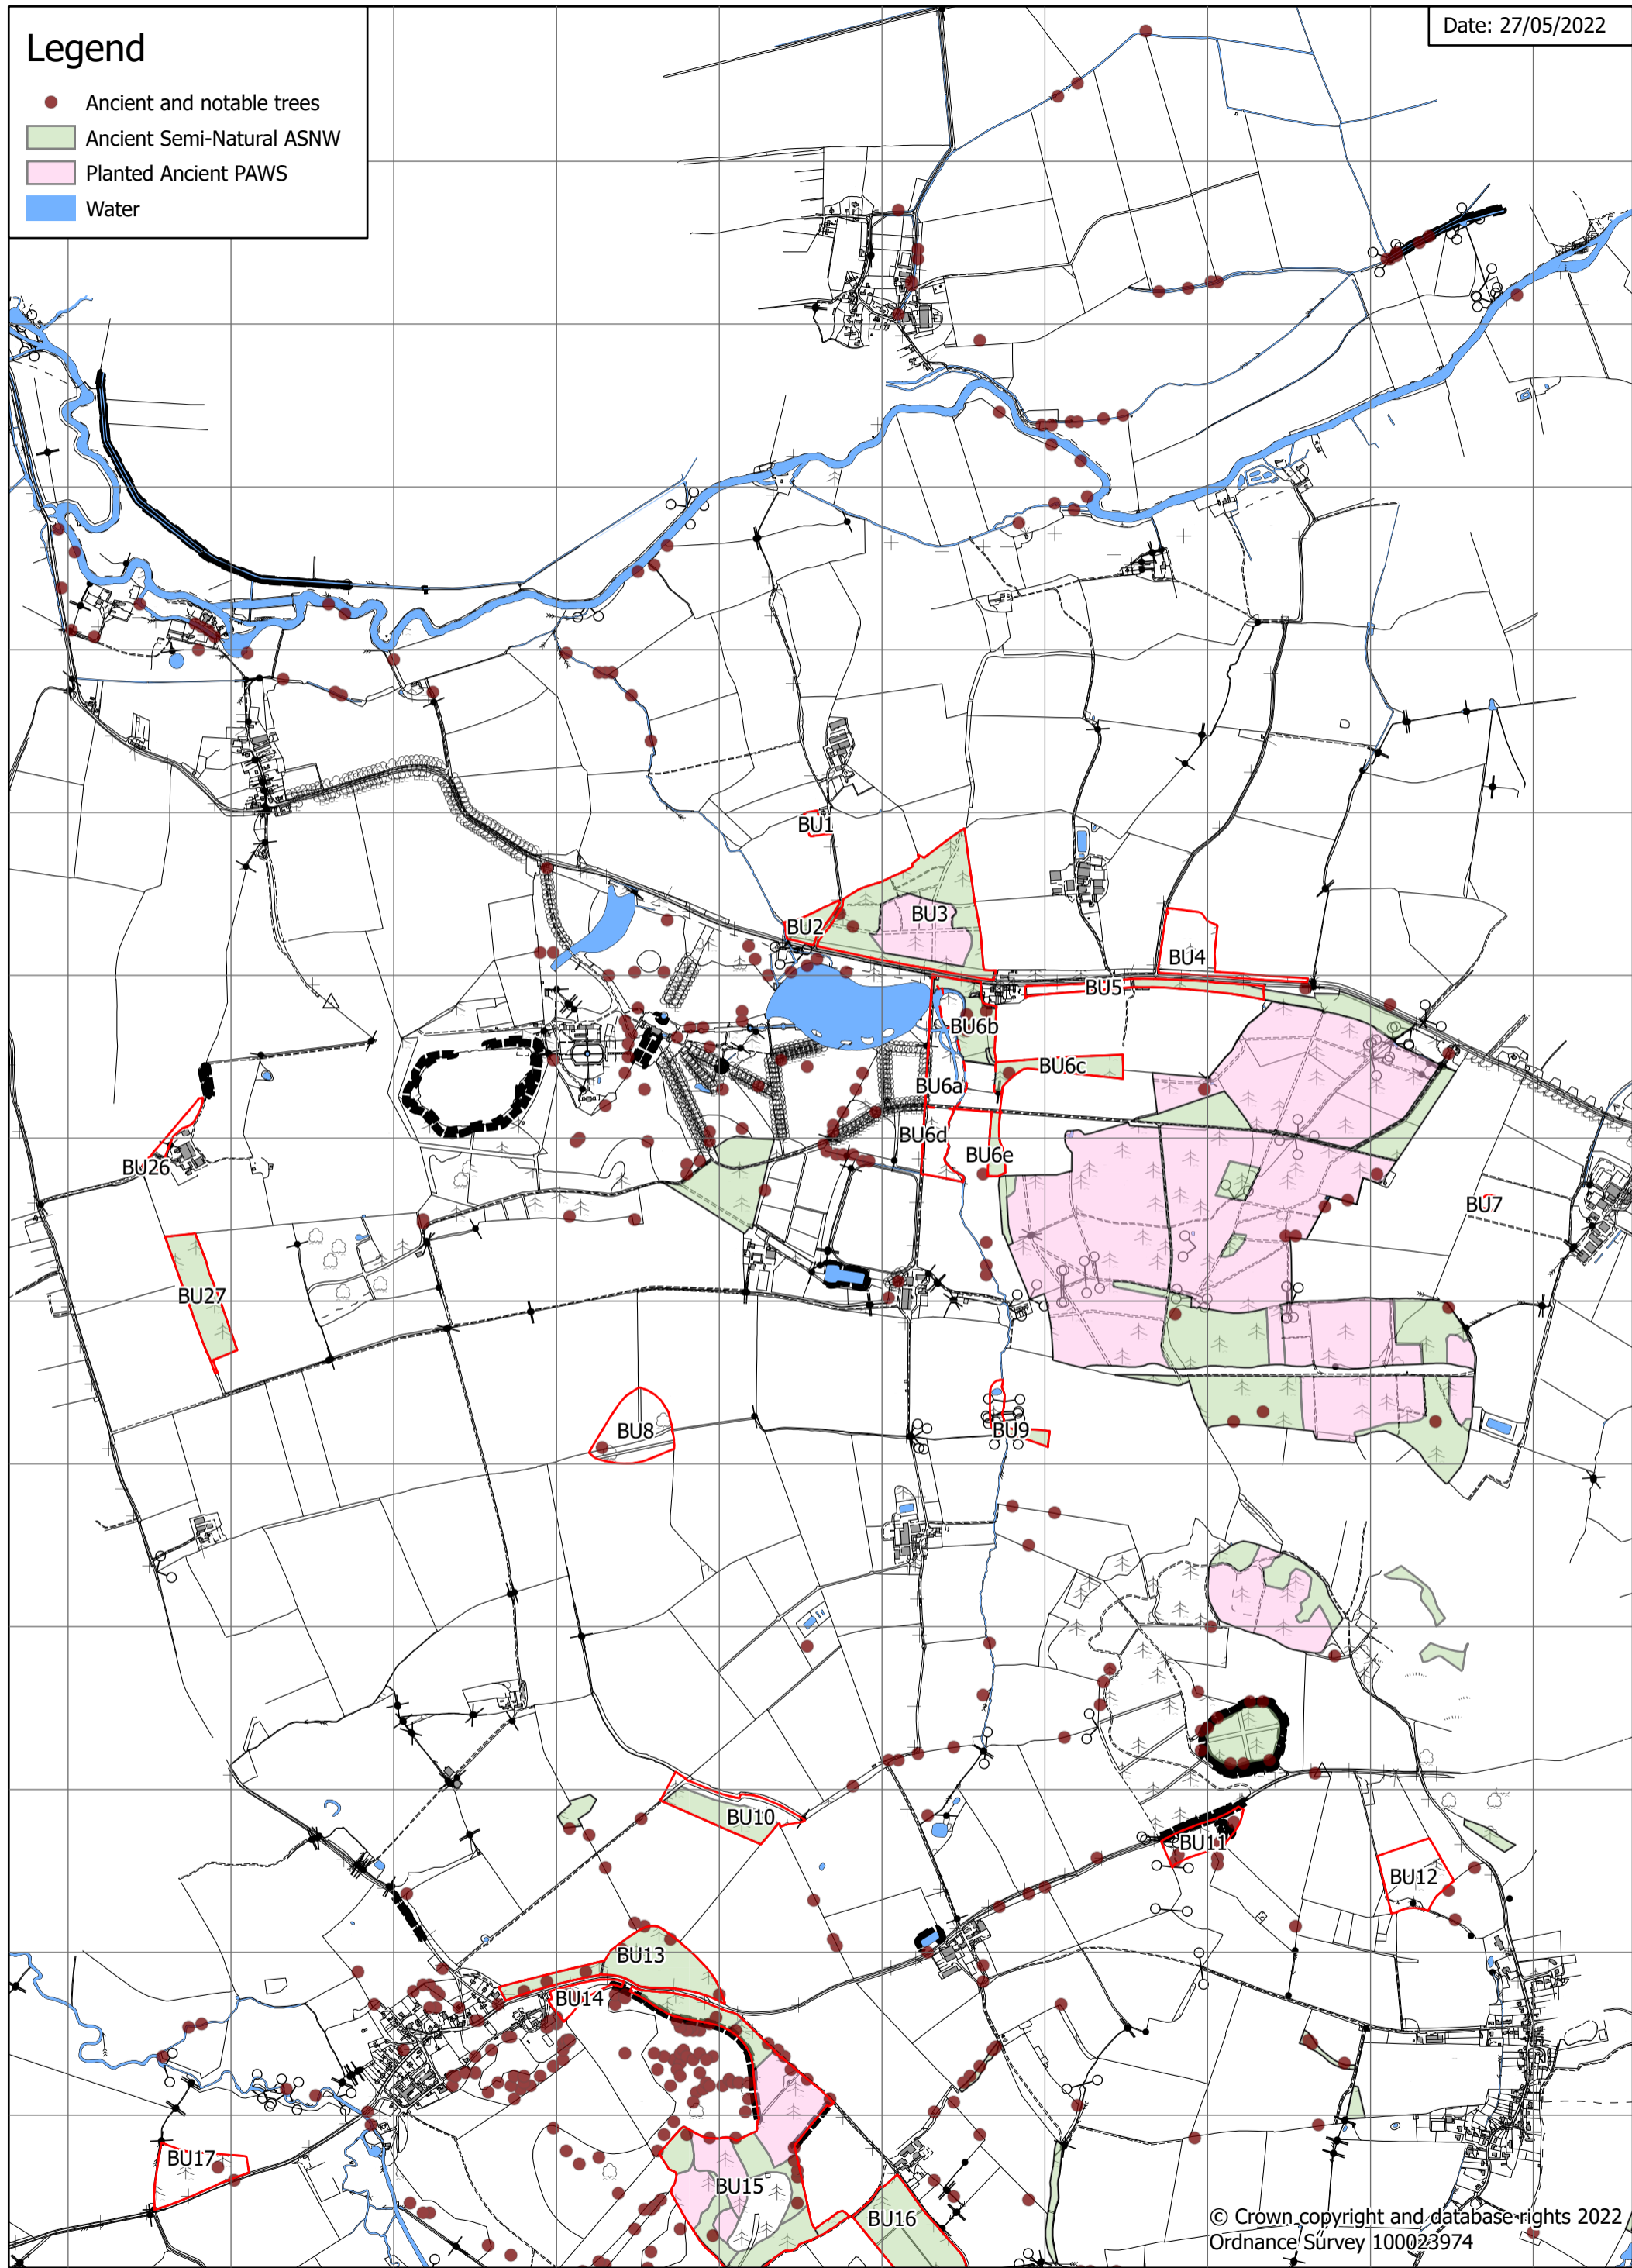 Legend
Ancient and notable trees
Ancient Semi-Natural ASNW
Planted Ancient PAWS
Water
Date: 27/05/2022
BU1
BU2
BU3
BU4
BU5
BU6b
BU6c
BU6a
BU6d
BU6e
BU26
BU7
BU27
BU8
BU9
BU10
BU11
BU12
BU13
BU14
BU17
BU15
BU16
© Crown copyright and database rights 2022
Ordnance Survey 100023974